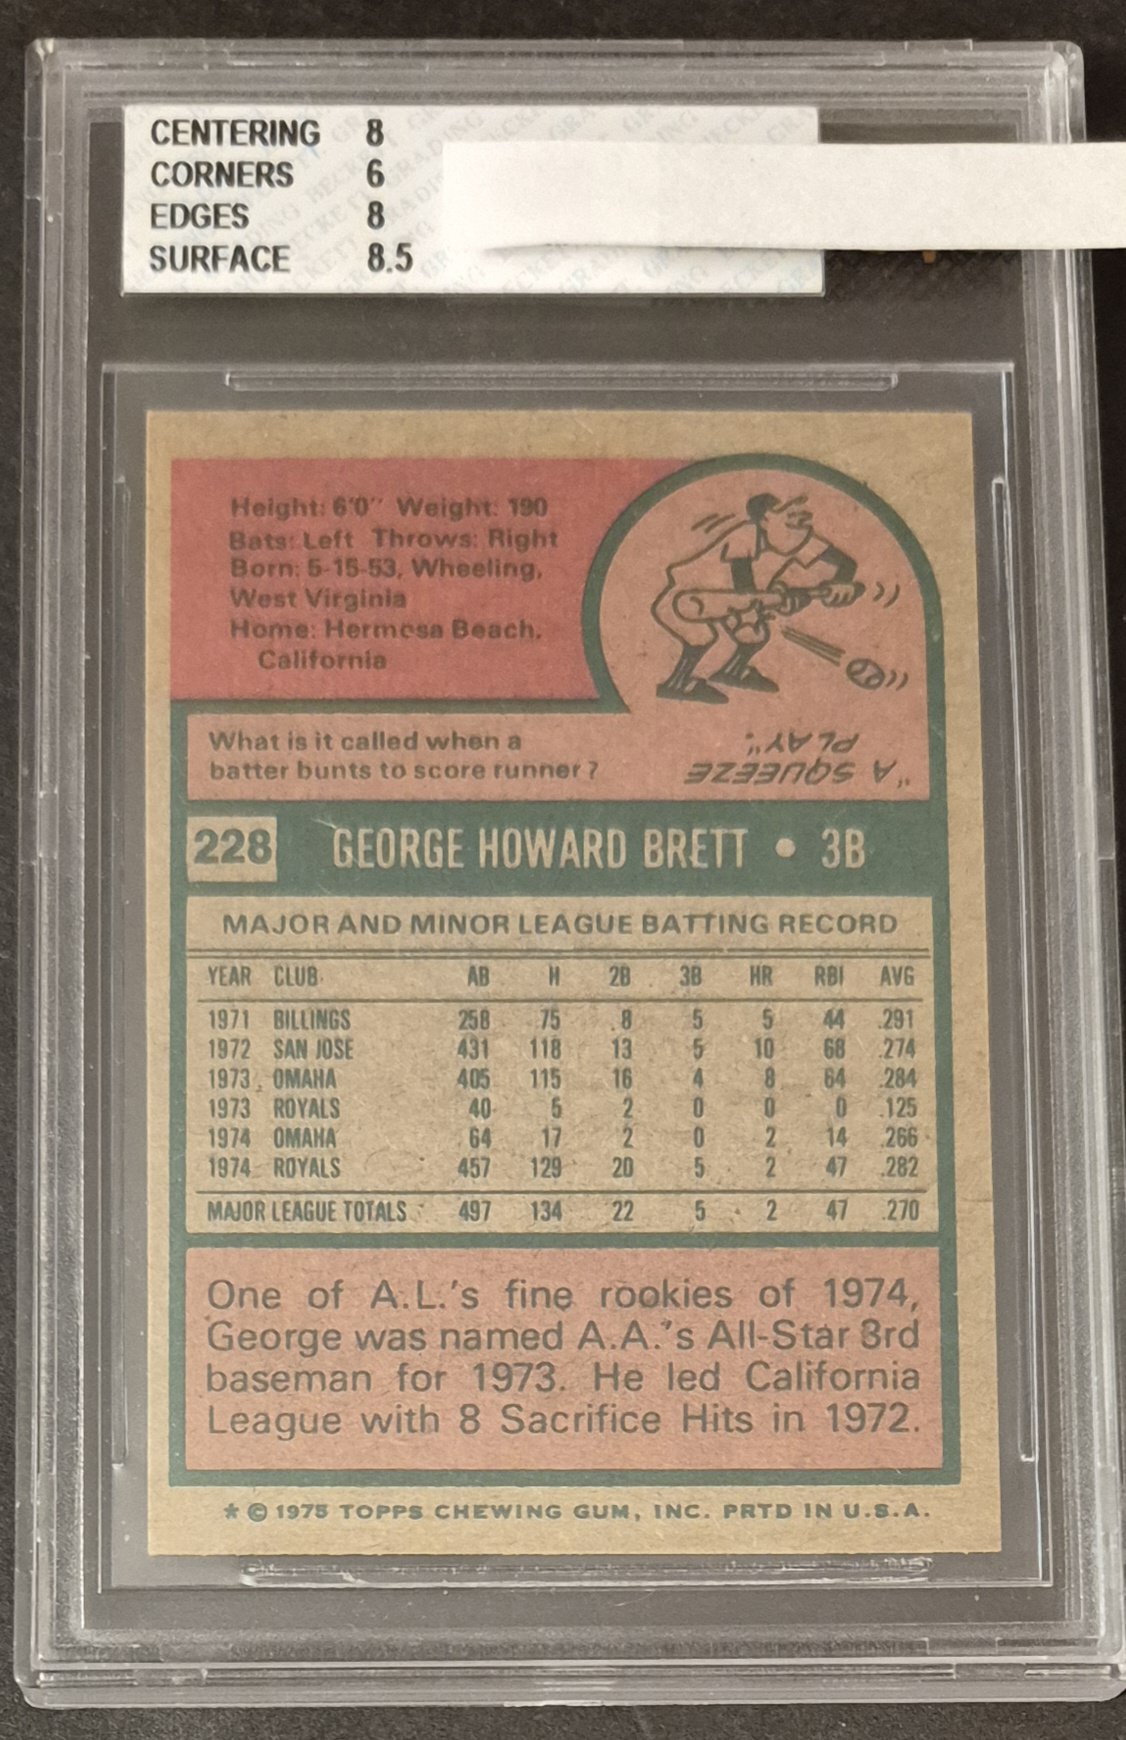 CENTERING 8
CORNERS 6
EDGES 8
SURFACE 8.5
Height: 6'0" Weight: 190
Bats: Left Throws: Right
Born: 5-15-53, Wheeling,
West Virginia
Home: Hermosa Beach,
California
What is it called when a
batter bunts to score runner?
"A SQUEEZE
PLAY".
228 GEORGE HOWARD BRETT • 3B
MAJOR AND MINOR LEAGUE BATTING RECORD
YEAR CLUB AB H 2B 3B HR RBI AVG
1971 BILLINGS 258 75 8 5 5 44 .291
1972 SAN JOSE 431 118 13 5 10 68 .274
1973 OMAHA 405 115 16 4 8 64 .284
1973 ROYALS 40 5 2 0 0 0 .125
1974 OMAHA 64 17 2 0 2 14 .266
1974 ROYALS 457 129 20 5 2 47 .282
MAJOR LEAGUE TOTALS 497 134 22 5 2 47 .270
One of A.L.'s fine rookies of 1974,
George was named A.A.'s All-Star 3rd
baseman for 1973. He led California
League with 8 Sacrifice Hits in 1972.
* © 1975 TOPPS CHEWING GUM, INC. PRTD IN U.S.A.